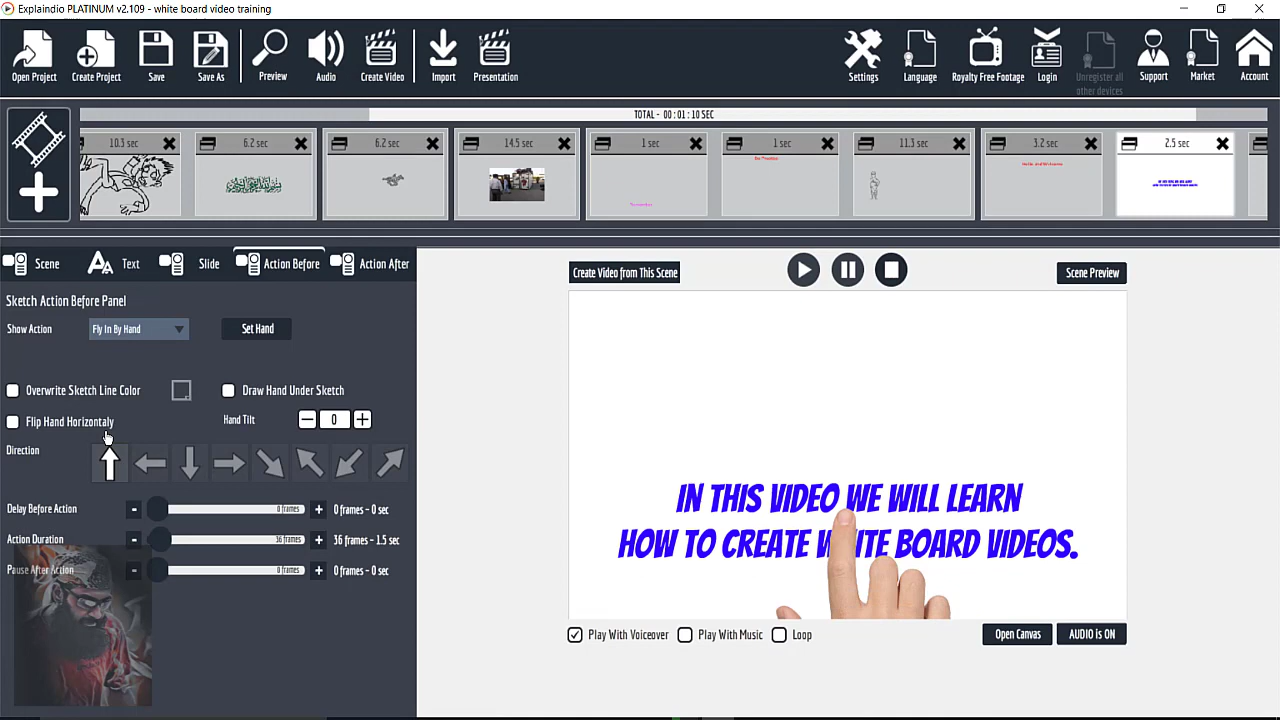 Explaindio PLATINUM v2.109 - white board video training
Open Project
Create Project
Save
Save As
Preview
Audio
Create Video
Import
Presentation
Settings
Language
Royalty Free Footage
Login
Unregister all
other devices
Support
Market
Account
TOTAL - 00:01:10 SEC
10.3 sec
6.2 sec
6.2 sec
14.5 sec
1 sec
1 sec
11.3 sec
3.2 sec
2.5 sec
Scene
Text
Slide
Action Before
Action After
Sketch Action Before Panel
Show Action
Fly In By Hand
Set Hand
Overwrite Sketch Line Color
Draw Hand Under Sketch
Flip Hand Horizontaly
Hand Tilt
- 0 +
Direction
Delay Before Action
- 0 frames +
0 frames - 0 sec
Action Duration
- 36 frames +
36 frames - 1.5 sec
Pause After Action
- 0 frames +
0 frames - 0 sec
Create Video from This Scene
Scene Preview
IN THIS VIDEO WE WILL LEARN
HOW TO CREATE WHITE BOARD VIDEOS.
Play With Voiceover
Play With Music
Loop
Open Canvas
AUDIO is ON